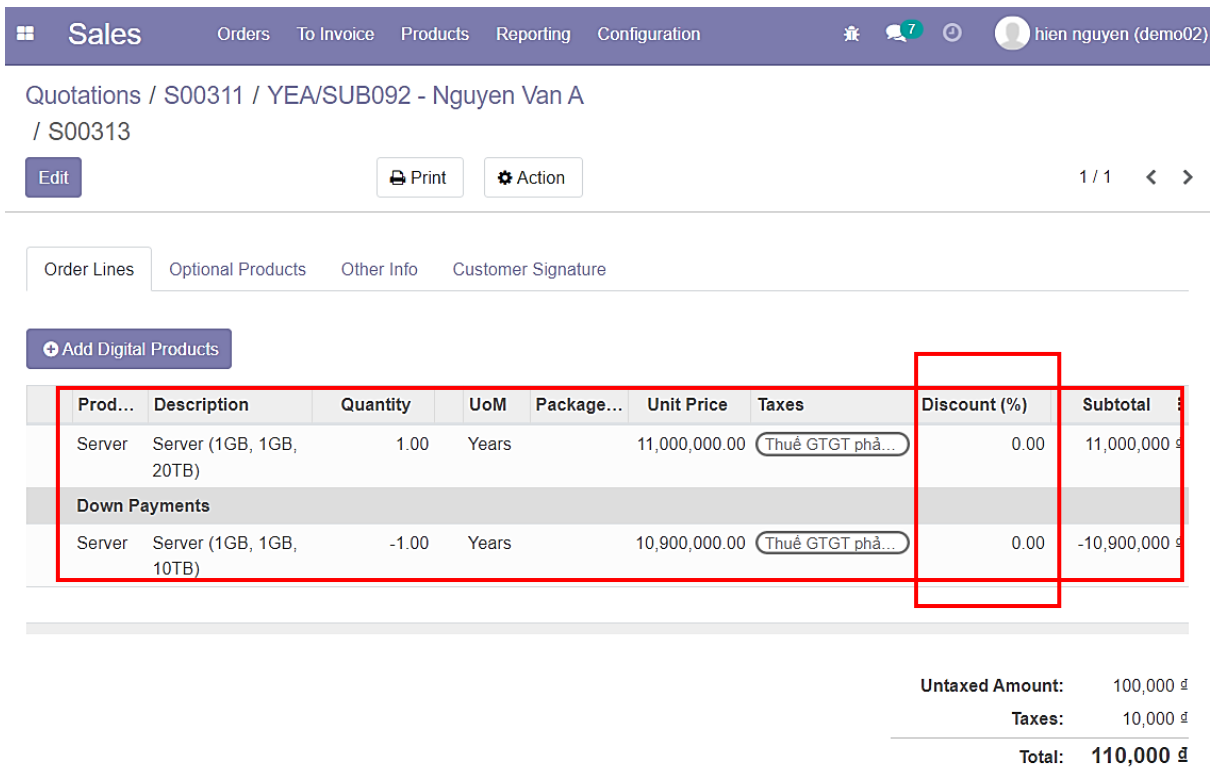 Sales Orders To Invoice Products Reporting Configuration 7 hien nguyen (demo02)
Quotations / S00311 / YEA/SUB092 - Nguyen Van A
/ S00313
Edit Print Action 1 / 1
Order Lines Optional Products Other Info Customer Signature
Add Digital Products
Prod... Description Quantity UoM Package... Unit Price Taxes Discount (%) Subtotal
Server Server (1GB, 1GB, 1.00 Years 11,000,000.00 Thuế GTGT phả... 0.00 11,000,000 ₫
20TB)
Down Payments
Server Server (1GB, 1GB, -1.00 Years 10,900,000.00 Thuế GTGT phả... 0.00 -10,900,000 ₫
10TB)
Untaxed Amount: 100,000 ₫
Taxes: 10,000 ₫
Total: 110,000 ₫